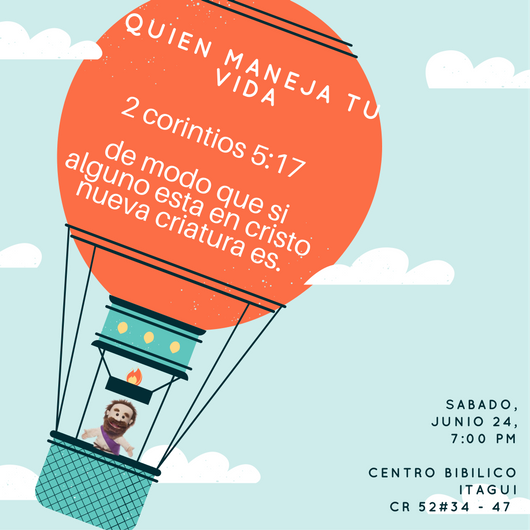 QUIEN MANEJA TU
VIDA
2 corintios 5:17
de modo que si
alguno esta en cristo
nueva criatura es.
SABADO,
JUNIO 24,
7:00 PM
CENTRO BIBILICO
ITAGUI
CR 52#34 - 47